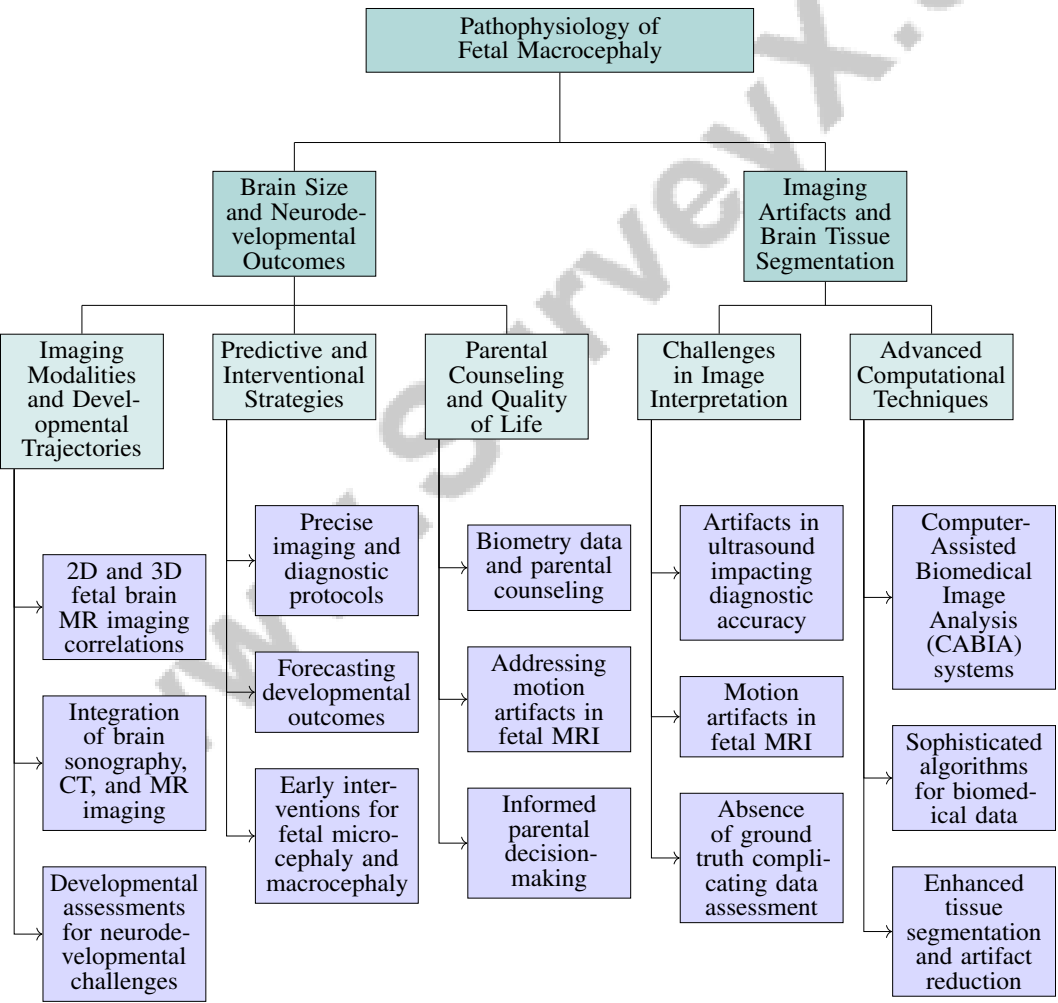 Pathophysiology of
Fetal Macrocephaly
Brain Size
and Neurode-
velopmental
Outcomes
Imaging
Artifacts and
Brain Tissue
Segmentation
Imaging
Modalities
and Devel-
opmental
Trajectories
Predictive and
Interventional
Strategies
Parental
Counseling
and Quality
of Life
Challenges
in Image
Interpretation
Advanced
Computational
Techniques
2D and 3D
fetal brain
MR imaging
correlations
Integration
of brain
sonography,
CT, and MR
imaging
Developmental
assessments
for neurode-
velopmental
challenges
Precise
imaging and
diagnostic
protocols
Forecasting
developmental
outcomes
Early inter-
ventions for
fetal micro-
cephaly and
macrocephaly
Biometry data
and parental
counseling
Addressing
motion
artifacts in
fetal MRI
Informed
parental
decision-
making
Artifacts in
ultrasound
impacting
diagnostic
accuracy
Motion
artifacts in
fetal MRI
Absence
of ground
truth compli-
cating data
assessment
Computer-
Assisted
Biomedical
Image
Analysis
(CABIA)
systems
Sophisticated
algorithms
for biomed-
ical data
Enhanced
tissue
segmentation
and artifact
reduction